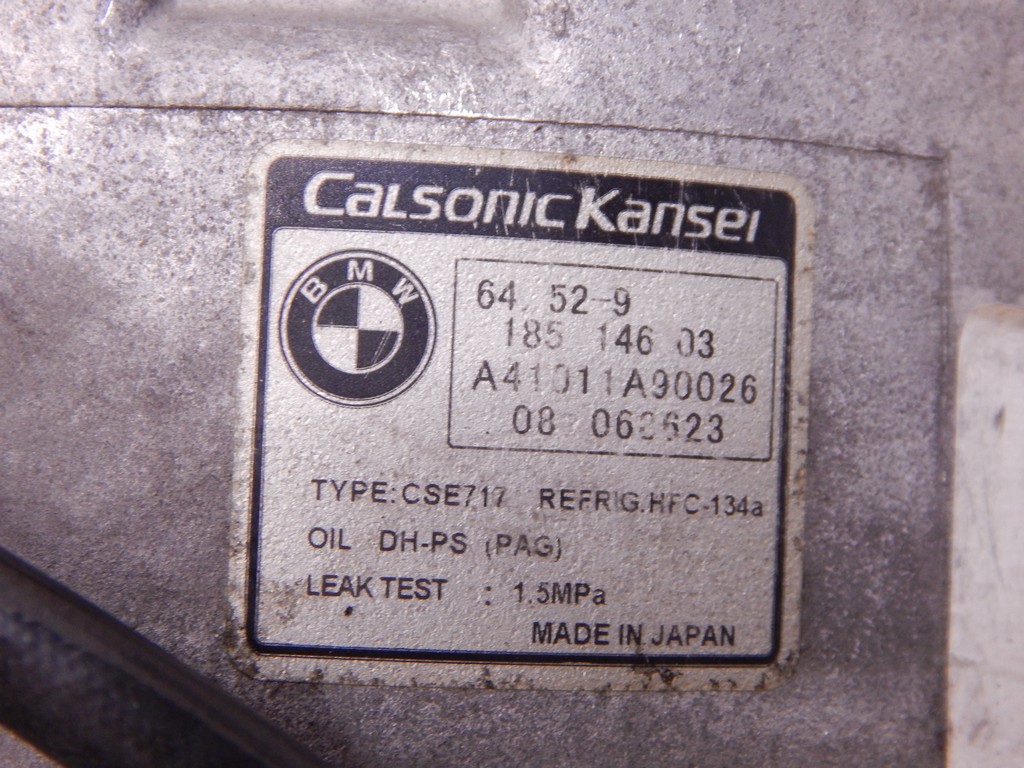 CalsonicKansei
BMW
64. 52-9
185 146 03
A41011A90026
08
TYPE:CSE717 REFRIG.HFC-134a
OIL DH-PS (PAG)
LEAK TEST : 1.5MPa
MADE IN JAPAN